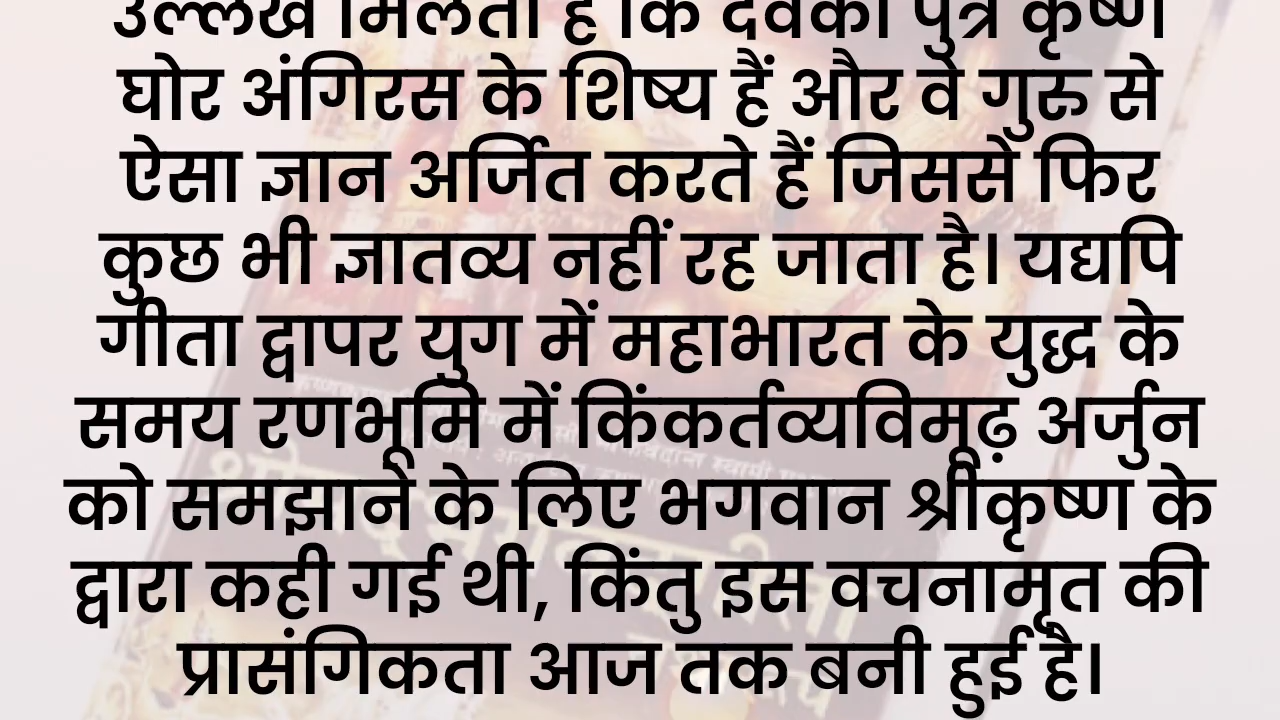 उल्लेख मिलता है कि देवकी पुत्र कृष्ण
घोर अंगिरस के शिष्य हैं और वे गुरु से
ऐसा ज्ञान अर्जित करते हैं जिससे फिर
कुछ भी ज्ञातव्य नहीं रह जाता है। यद्यपि
गीता द्वापर युग में महाभारत के युद्ध के
समय रणभूमि में किंकर्तव्यविमूढ़ अर्जुन
को समझाने के लिए भगवान श्रीकृष्ण के
द्वारा कही गई थी, किंतु इस वचनामृत की
प्रासंगिकता आज तक बनी हुई है।